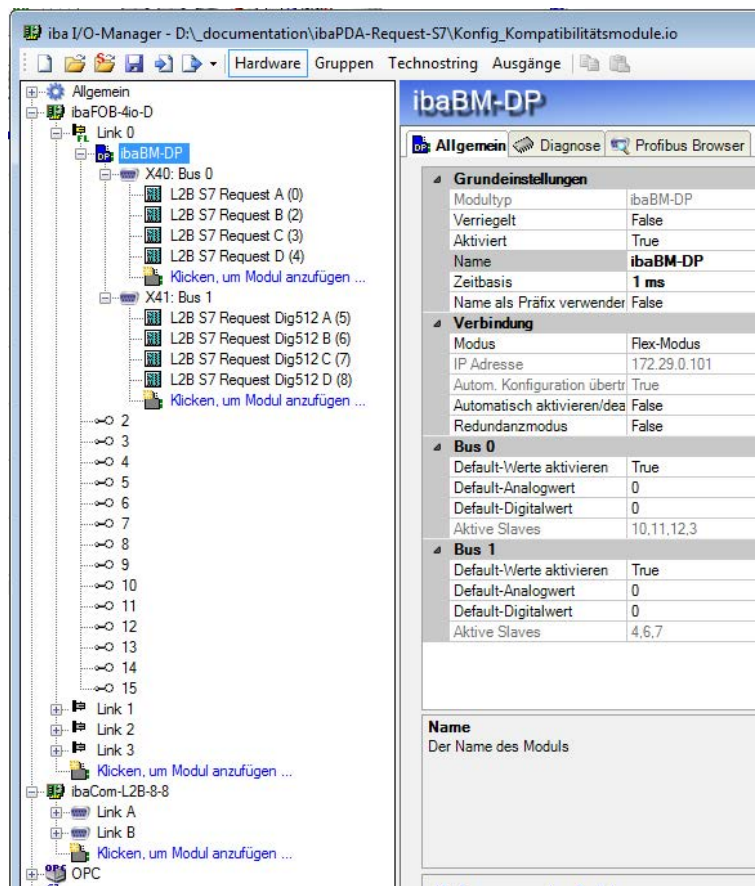 iba I/O-Manager - D:\_documentation\ibaPDA-Request-S7\Konfig_Kompatibilitätsmodule.io
Hardware Gruppen Technostring Ausgänge
Allgemein
ibaFOB-4io-D
Link 0
ibaBM-DP
X40: Bus 0
L2B S7 Request A (0)
L2B S7 Request B (2)
L2B S7 Request C (3)
L2B S7 Request D (4)
Klicken, um Modul anzufügen ...
X41: Bus 1
L2B S7 Request Dig512 A (5)
L2B S7 Request Dig512 B (6)
L2B S7 Request Dig512 C (7)
L2B S7 Request Dig512 D (8)
Klicken, um Modul anzufügen ...
2
3
4
5
6
7
8
9
10
11
12
13
14
15
Link 1
Link 2
Link 3
Klicken, um Modul anzufügen ...
ibaCom-L2B-8-8
Link A
Link B
Klicken, um Modul anzufügen ...
OPC
ibaBM-DP
Allgemein Diagnose Profibus Browser
Grundeinstellungen
Modultyp ibaBM-DP
Verriegelt False
Aktiviert True
Name ibaBM-DP
Zeitbasis 1 ms
Name als Präfix verwender False
Verbindung
Modus Flex-Modus
IP Adresse 172.29.0.101
Autom. Konfiguration übertr True
Automatisch aktivieren/dea False
Redundanzmodus False
Bus 0
Default-Werte aktivieren True
Default-Analogwert 0
Default-Digitalwert 0
Aktive Slaves 10,11,12,3
Bus 1
Default-Werte aktivieren True
Default-Analogwert 0
Default-Digitalwert 0
Aktive Slaves 4,6,7
Name
Der Name des Moduls